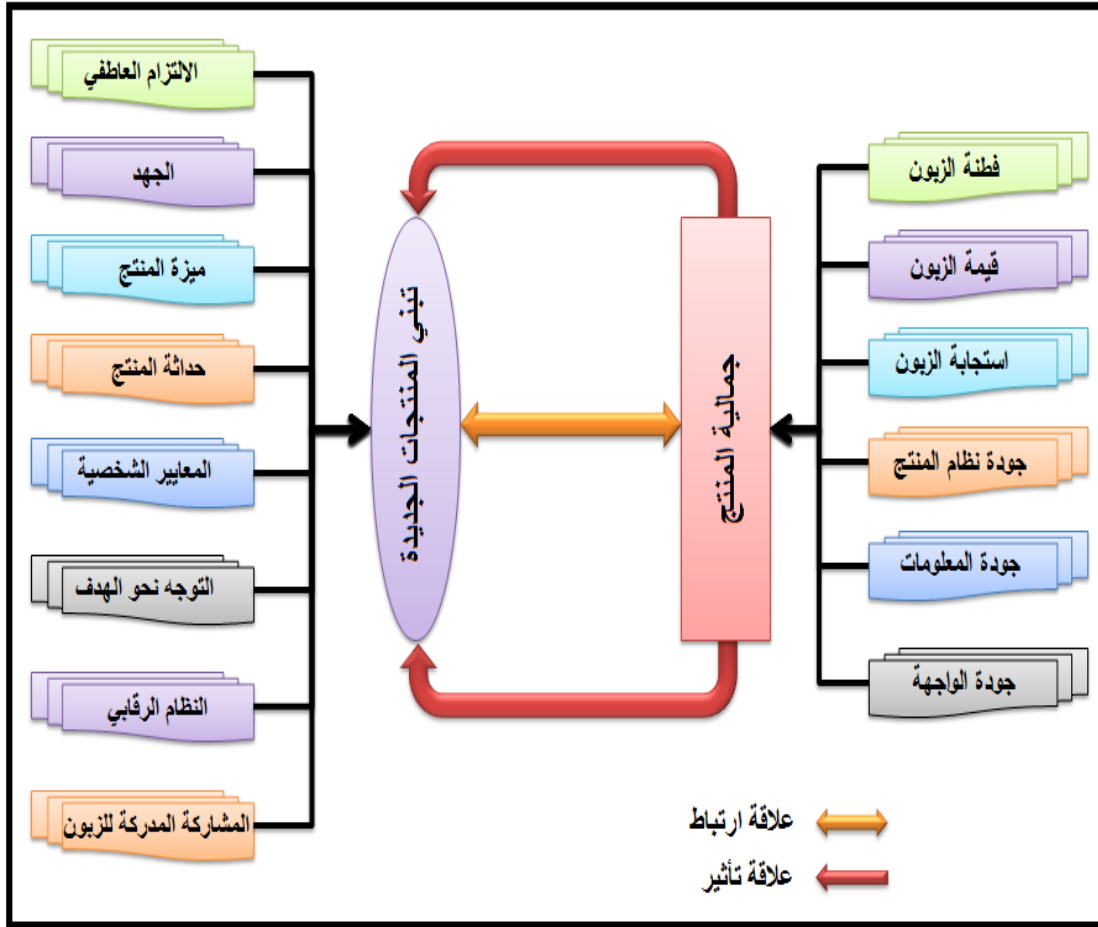 فطنة الزبون
قيمة الزبون
استجابة الزبون
جودة نظام المنتج
جودة المعلومات
جودة الواجهة
جمالية المنتج
تبني المنتجات الجديدة
الالتزام العاطفي
الجهد
ميزة المنتج
حداثة المنتج
المعايير الشخصية
التوجه نحو الهدف
النظام الرقابي
المشاركة المدركة للزبون
علاقة ارتباط
علاقة تأثير